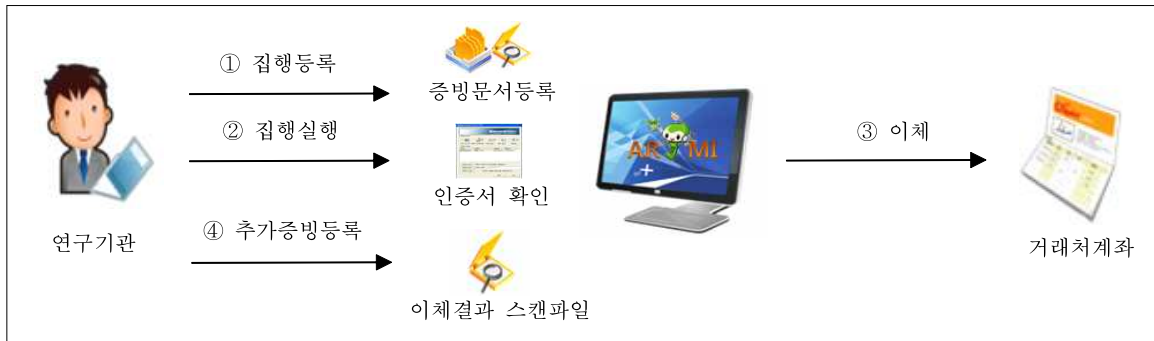 ① 집행등록
증빙문서등록
② 집행실행
인증서 확인
AR MI
③ 이체
④ 추가증빙등록
연구기관
거래처계좌
이체결과 스캔파일